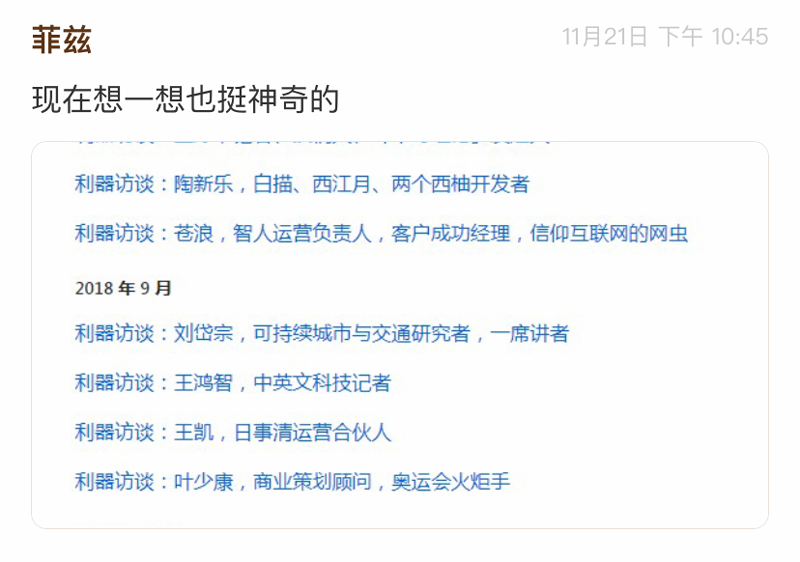 菲兹
11月21日 下午 10:45
现在想一想也挺神奇的
利器访谈：陶新乐，白描、西江月、两个西柚开发者
利器访谈：苍浪，智人运营负责人，客户成功经理，信仰互联网的网虫
2018 年 9 月
利器访谈：刘岱宗，可持续城市与交通研究者，一席讲者
利器访谈：王鸿智，中英文科技记者
利器访谈：王凯，日事清运营合伙人
利器访谈：叶少康，商业策划顾问，奥运会火炬手